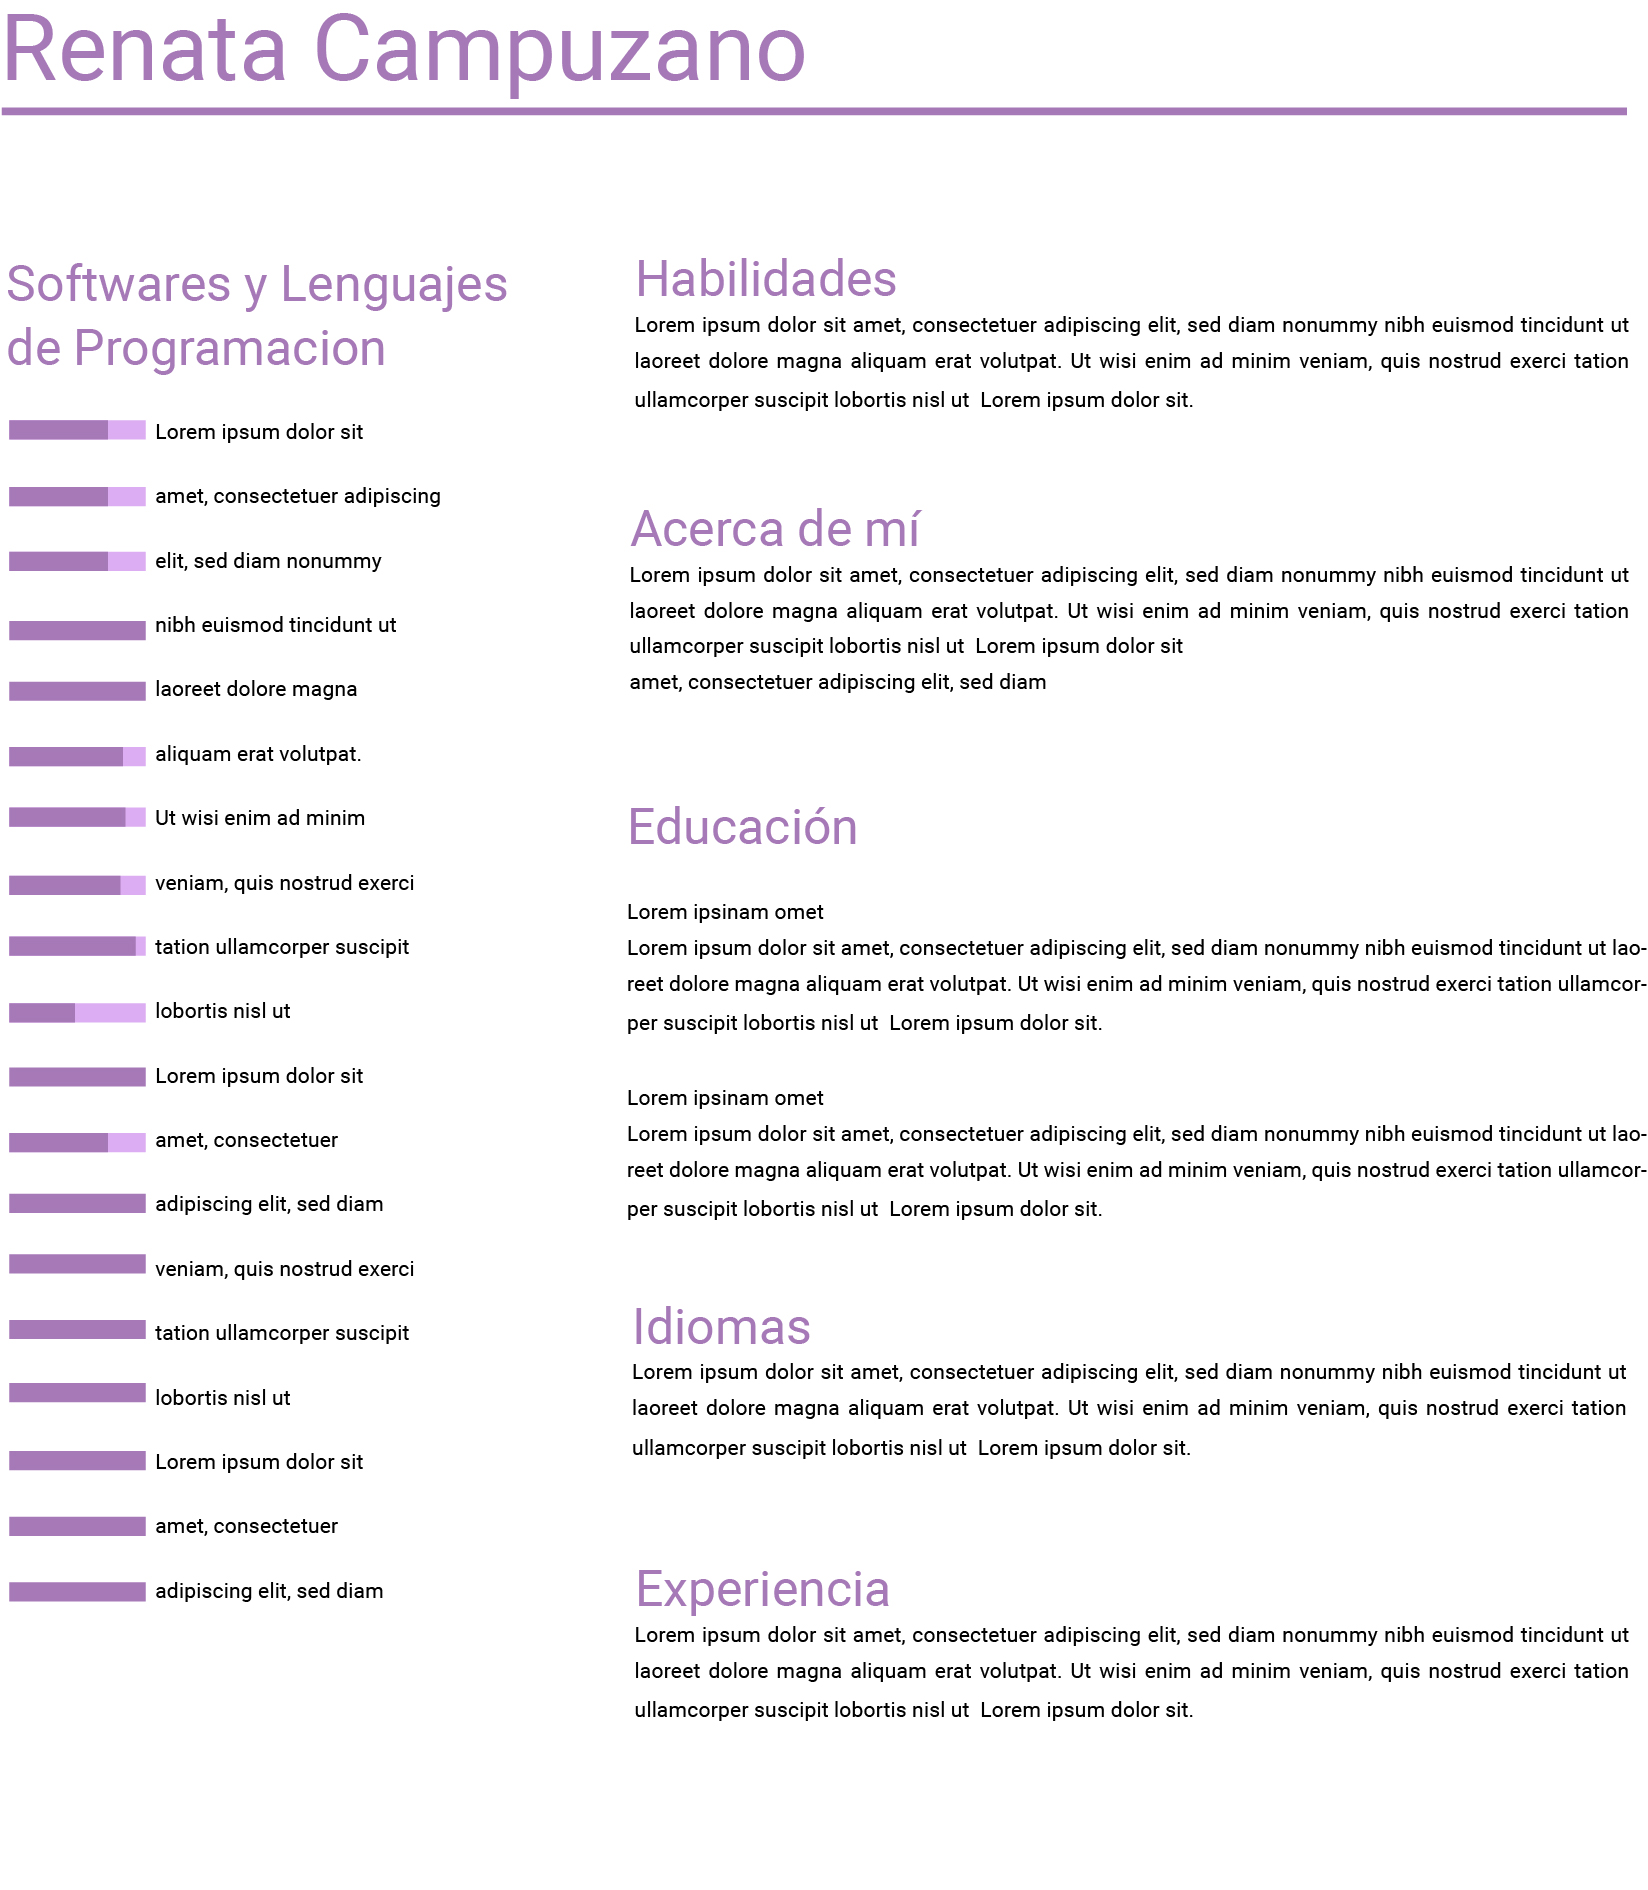 Renata Campuzano
Softwares y Lenguajes
de Programacion
Lorem ipsum dolor sit
amet, consectetuer adipiscing
elit, sed diam nonummy
nibh euismod tincidunt ut
laoreet dolore magna
aliquam erat volutpat.
Ut wisi enim ad minim
veniam, quis nostrud exerci
tation ullamcorper suscipit
lobortis nisl ut
Lorem ipsum dolor sit
amet, consectetuer
adipiscing elit, sed diam
veniam, quis nostrud exerci
tation ullamcorper suscipit
lobortis nisl ut
Lorem ipsum dolor sit
amet, consectetuer
adipiscing elit, sed diam
Habilidades
Lorem ipsum dolor sit amet, consectetuer adipiscing elit, sed diam nonummy nibh euismod tincidunt ut
laoreet dolore magna aliquam erat volutpat. Ut wisi enim ad minim veniam, quis nostrud exerci tation
ullamcorper suscipit lobortis nisl ut  Lorem ipsum dolor sit.
Acerca de mí
Lorem ipsum dolor sit amet, consectetuer adipiscing elit, sed diam nonummy nibh euismod tincidunt ut
laoreet dolore magna aliquam erat volutpat. Ut wisi enim ad minim veniam, quis nostrud exerci tation
ullamcorper suscipit lobortis nisl ut  Lorem ipsum dolor sit
amet, consectetuer adipiscing elit, sed diam
Educación
Lorem ipsinam omet
Lorem ipsum dolor sit amet, consectetuer adipiscing elit, sed diam nonummy nibh euismod tincidunt ut lao-
reet dolore magna aliquam erat volutpat. Ut wisi enim ad minim veniam, quis nostrud exerci tation ullamcor-
per suscipit lobortis nisl ut  Lorem ipsum dolor sit.
Lorem ipsinam omet
Lorem ipsum dolor sit amet, consectetuer adipiscing elit, sed diam nonummy nibh euismod tincidunt ut lao-
reet dolore magna aliquam erat volutpat. Ut wisi enim ad minim veniam, quis nostrud exerci tation ullamcor-
per suscipit lobortis nisl ut  Lorem ipsum dolor sit.
Idiomas
Lorem ipsum dolor sit amet, consectetuer adipiscing elit, sed diam nonummy nibh euismod tincidunt ut
laoreet dolore magna aliquam erat volutpat. Ut wisi enim ad minim veniam, quis nostrud exerci tation
ullamcorper suscipit lobortis nisl ut  Lorem ipsum dolor sit.
Experiencia
Lorem ipsum dolor sit amet, consectetuer adipiscing elit, sed diam nonummy nibh euismod tincidunt ut
laoreet dolore magna aliquam erat volutpat. Ut wisi enim ad minim veniam, quis nostrud exerci tation
ullamcorper suscipit lobortis nisl ut  Lorem ipsum dolor sit.